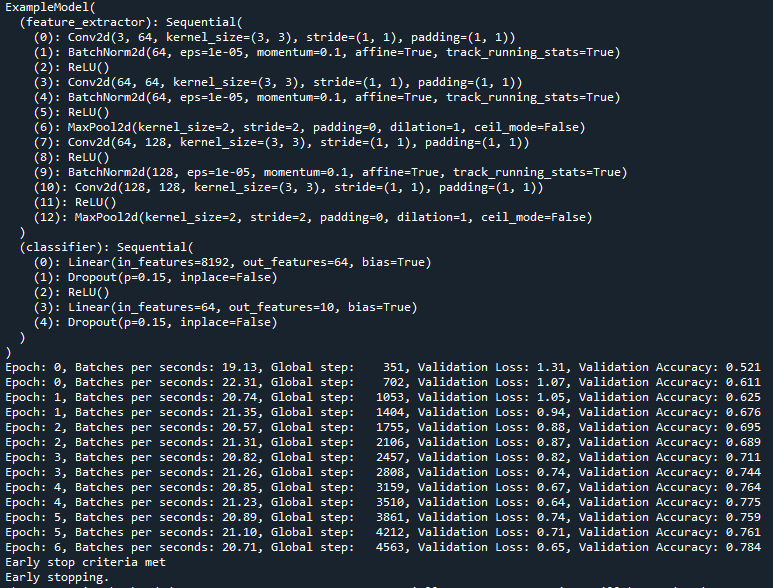 ExampleModel(
(feature_extractor): Sequential(
(0): Conv2d(3, 64, kernel_size=(3, 3), stride=(1, 1), padding=(1, 1))
(1): BatchNorm2d(64, eps=1e-05, momentum=0.1, affine=True, track_running_stats=True)
(2): ReLU()
(3): Conv2d(64, 64, kernel_size=(3, 3), stride=(1, 1), padding=(1, 1))
(4): BatchNorm2d(64, eps=1e-05, momentum=0.1, affine=True, track_running_stats=True)
(5): ReLU()
(6): MaxPool2d(kernel_size=2, stride=2, padding=0, dilation=1, ceil_mode=False)
(7): Conv2d(64, 128, kernel_size=(3, 3), stride=(1, 1), padding=(1, 1))
(8): ReLU()
(9): BatchNorm2d(128, eps=1e-05, momentum=0.1, affine=True, track_running_stats=True)
(10): Conv2d(128, 128, kernel_size=(3, 3), stride=(1, 1), padding=(1, 1))
(11): ReLU()
(12): MaxPool2d(kernel_size=2, stride=2, padding=0, dilation=1, ceil_mode=False)
)
(classifier): Sequential(
(0): Linear(in_features=8192, out_features=64, bias=True)
(1): Dropout(p=0.15, inplace=False)
(2): ReLU()
(3): Linear(in_features=64, out_features=10, bias=True)
(4): Dropout(p=0.15, inplace=False)
)
)
Epoch: 0, Batches per seconds: 19.13, Global step: 351, Validation Loss: 1.31, Validation Accuracy: 0.521
Epoch: 0, Batches per seconds: 22.31, Global step: 702, Validation Loss: 1.07, Validation Accuracy: 0.611
Epoch: 1, Batches per seconds: 20.74, Global step: 1053, Validation Loss: 1.05, Validation Accuracy: 0.625
Epoch: 1, Batches per seconds: 21.35, Global step: 1404, Validation Loss: 0.94, Validation Accuracy: 0.676
Epoch: 2, Batches per seconds: 20.57, Global step: 1755, Validation Loss: 0.88, Validation Accuracy: 0.695
Epoch: 2, Batches per seconds: 21.31, Global step: 2106, Validation Loss: 0.87, Validation Accuracy: 0.689
Epoch: 3, Batches per seconds: 20.82, Global step: 2457, Validation Loss: 0.82, Validation Accuracy: 0.711
Epoch: 3, Batches per seconds: 21.26, Global step: 2808, Validation Loss: 0.74, Validation Accuracy: 0.744
Epoch: 4, Batches per seconds: 20.85, Global step: 3159, Validation Loss: 0.67, Validation Accuracy: 0.764
Epoch: 4, Batches per seconds: 21.23, Global step: 3510, Validation Loss: 0.64, Validation Accuracy: 0.775
Epoch: 5, Batches per seconds: 20.89, Global step: 3861, Validation Loss: 0.74, Validation Accuracy: 0.759
Epoch: 5, Batches per seconds: 21.10, Global step: 4212, Validation Loss: 0.71, Validation Accuracy: 0.761
Epoch: 6, Batches per seconds: 20.71, Global step: 4563, Validation Loss: 0.65, Validation Accuracy: 0.784
Early stop criteria met
Early stopping.